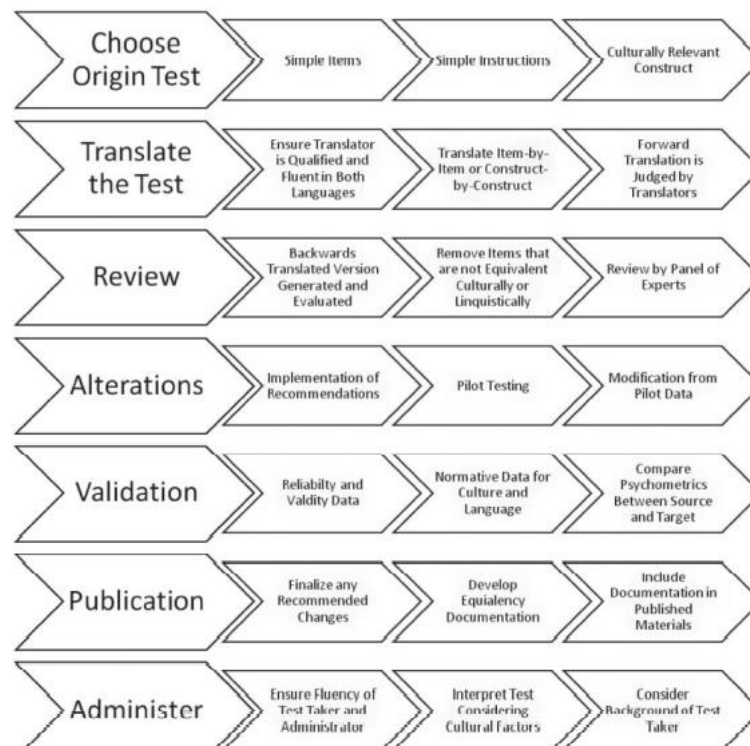 Choose
Origin Test
Simple Items
Simple Instructions
Culturally Relevant
Construct
Translate
the Test
Ensure Translator
is Qualified and
Fluent in Both
Languages
Translate Item-by-
Item or Construct-
by-Construct
Forward
Translation is
Judged by
Translators
Review
Backwards
Translated Version
Generated and
Evaluated
Remove Items that
are not Equivalent
Culturally or
Linquistically
Review by Panel of
Experts
Alterations
Implementation of
Recommendations
Pilot Testing
Modification from
Pilot Data
Validation
Reliabilty and
Valdity Data
Normative Data for
Culture and
Language
Compare
Psychometrics
Between Source
and Target
Publication
Finalize any
Recommended
Changes
Develop
Equialency
Documentation
Include
Documentation in
Published
Materials
Administer
Ensure Fluency of
Test Taker and
Administrator
Interpret Test
Considering
Cultural Factors
Consider
Background of Test
Taker